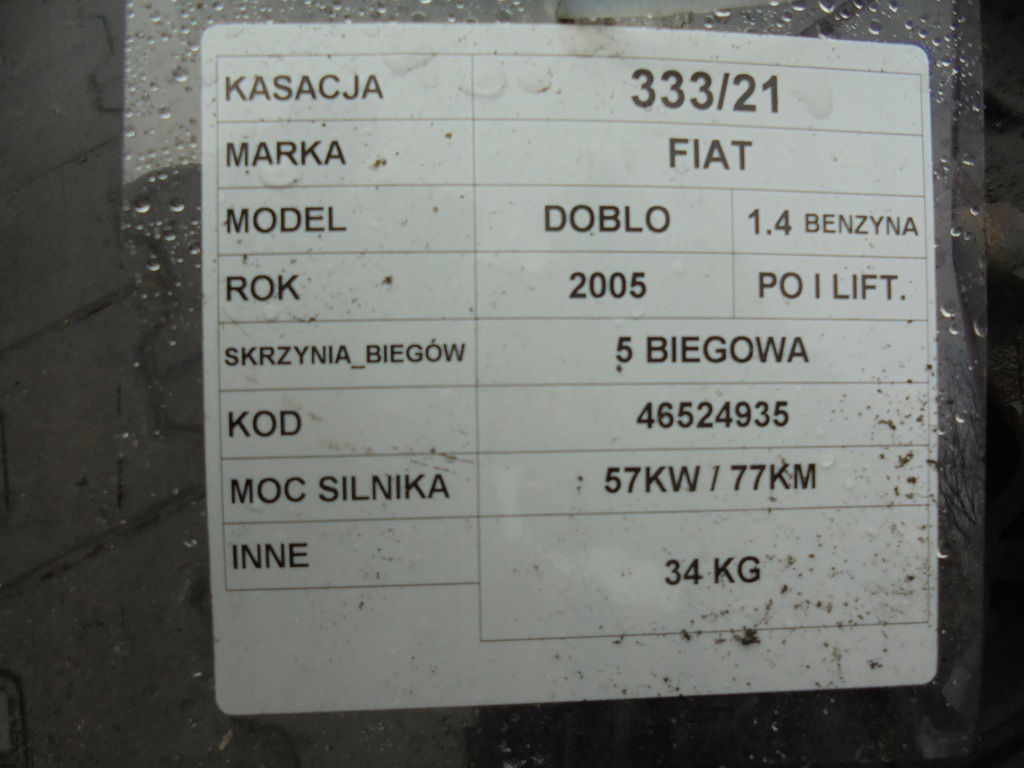 KASACJA 333/21
MARKA FIAT
MODEL DOBLO 1.4 BENZYNA
ROK 2005 PO I LIFT.
SKRZYNIA_BIEGÓW 5 BIEGOWA
KOD 46524935
MOC SILNIKA 57KW / 77KM
INNE 34 KG